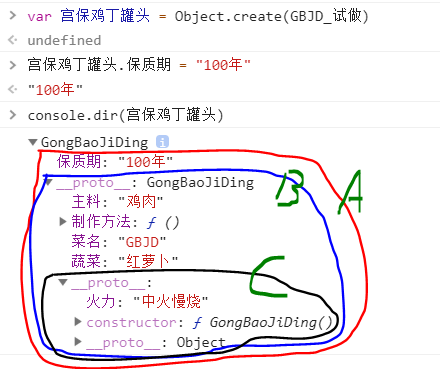 var 宫保鸡丁罐头 = Object.create(GBJD_试做)
undefined
宫保鸡丁罐头.保质期 = "100年"
"100年"
console.dir(宫保鸡丁罐头)
GongBaoJiDing i
保质期: "100年"
__proto__: GongBaoJiDing
主料: "鸡肉"
制作方法: ƒ ()
菜名: "GBJD"
蔬菜: "红萝卜"
__proto__:
火力: "中火慢烧"
constructor: ƒ GongBaoJiDing()
__proto__: Object
B
A
C